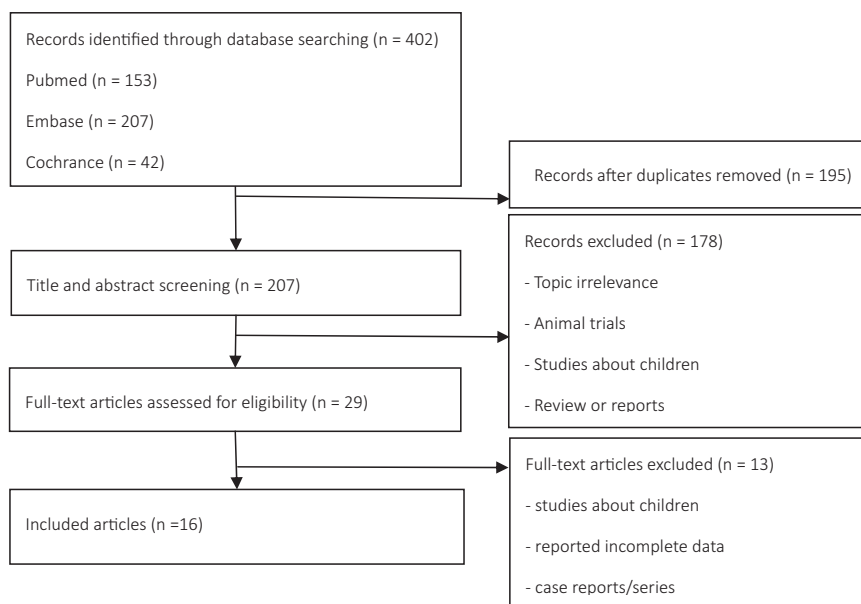 Records identified through database searching (n = 402)
Pubmed (n = 153)
Embase (n = 207)
Cochrance (n = 42)
Records after duplicates removed (n = 195)
Title and abstract screening (n = 207)
Records excluded (n = 178)
- Topic irrelevance
- Animal trials
- Studies about children
- Review or reports
Full-text articles assessed for eligibility (n = 29)
Full-text articles excluded (n = 13)
- studies about children
- reported incomplete data
- case reports/series
Included articles (n =16)